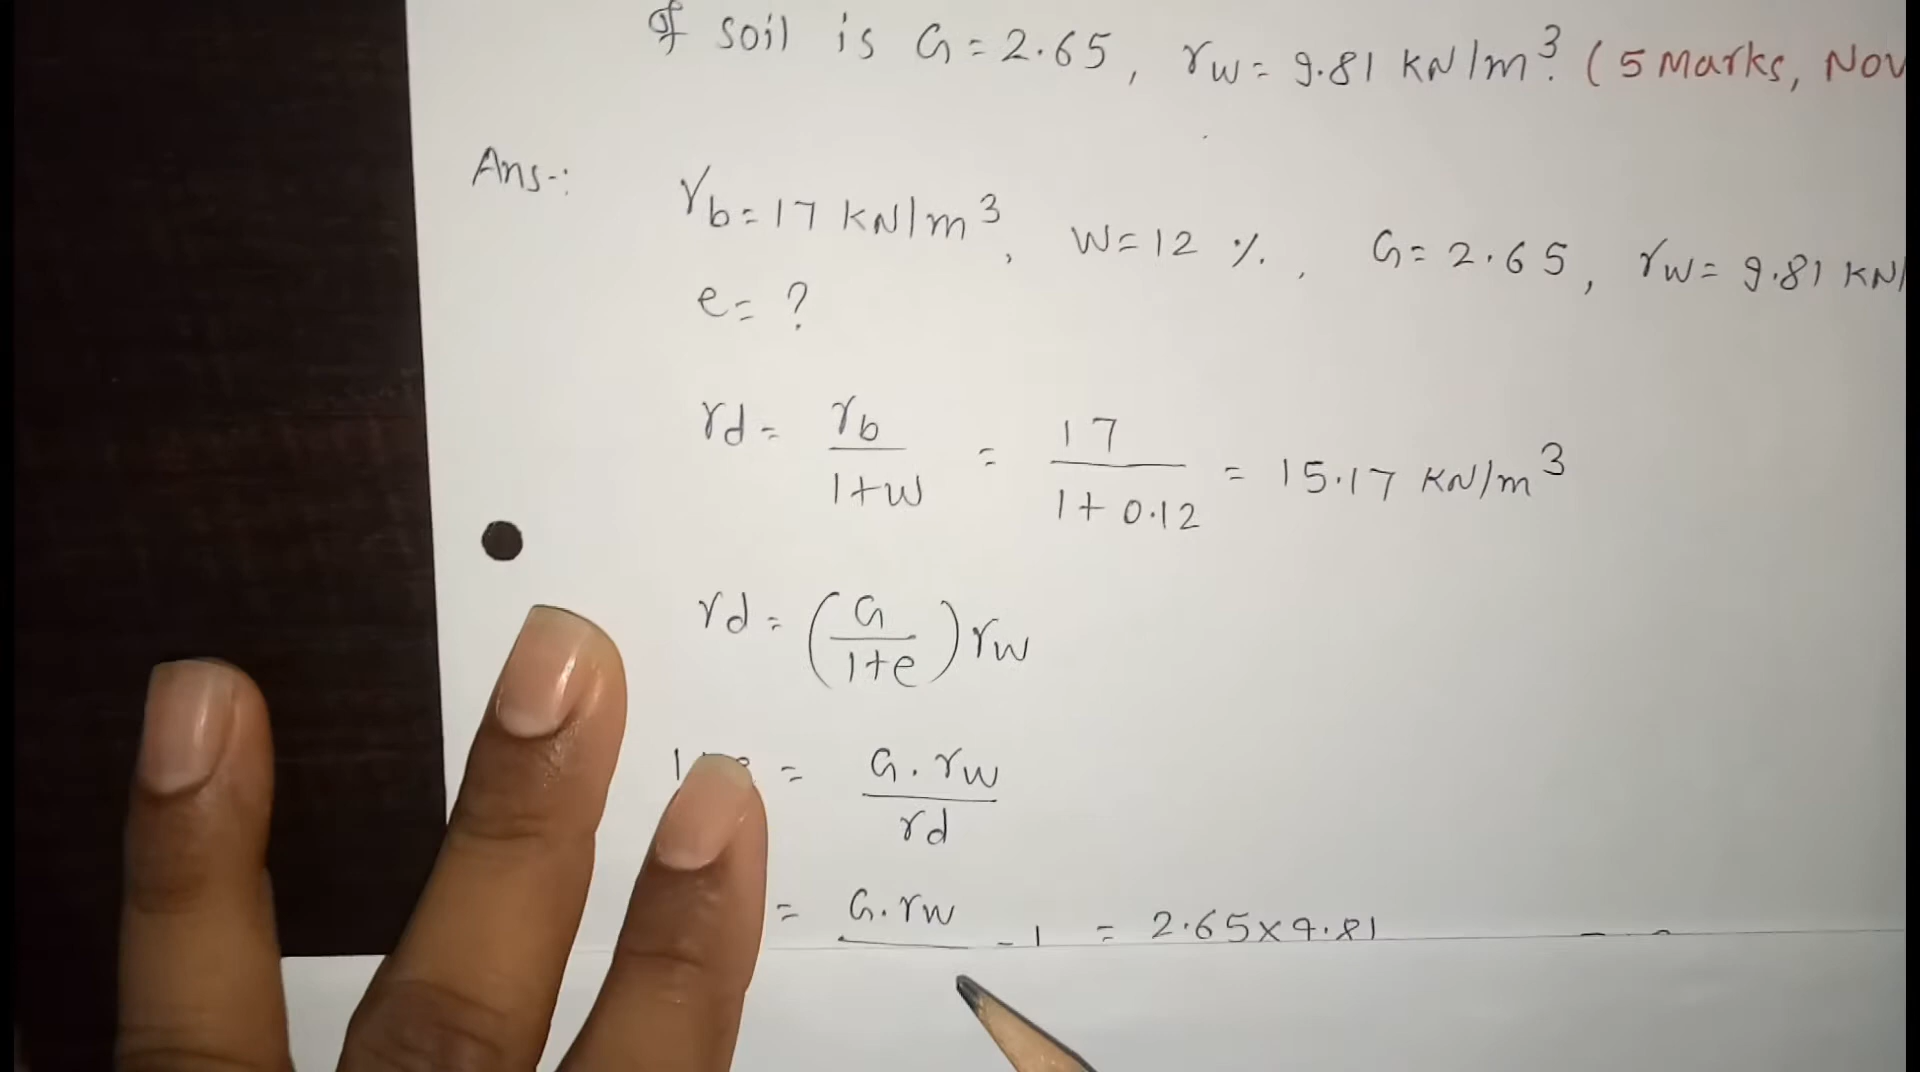 of soil is G = 2.65, γw = 9.81 KN/m³. (5 Marks, Nov
Ans-:
γb = 17 KN/m³, W = 12 %., G = 2.65, γw = 9.81 KN/
e = ?
γd = γb / 1+w = 17 / 1+0.12 = 15.17 KN/m³
γd = (G / 1+e) γw
= G.γw / γd
= G.γw - 1 = 2.65×9.81